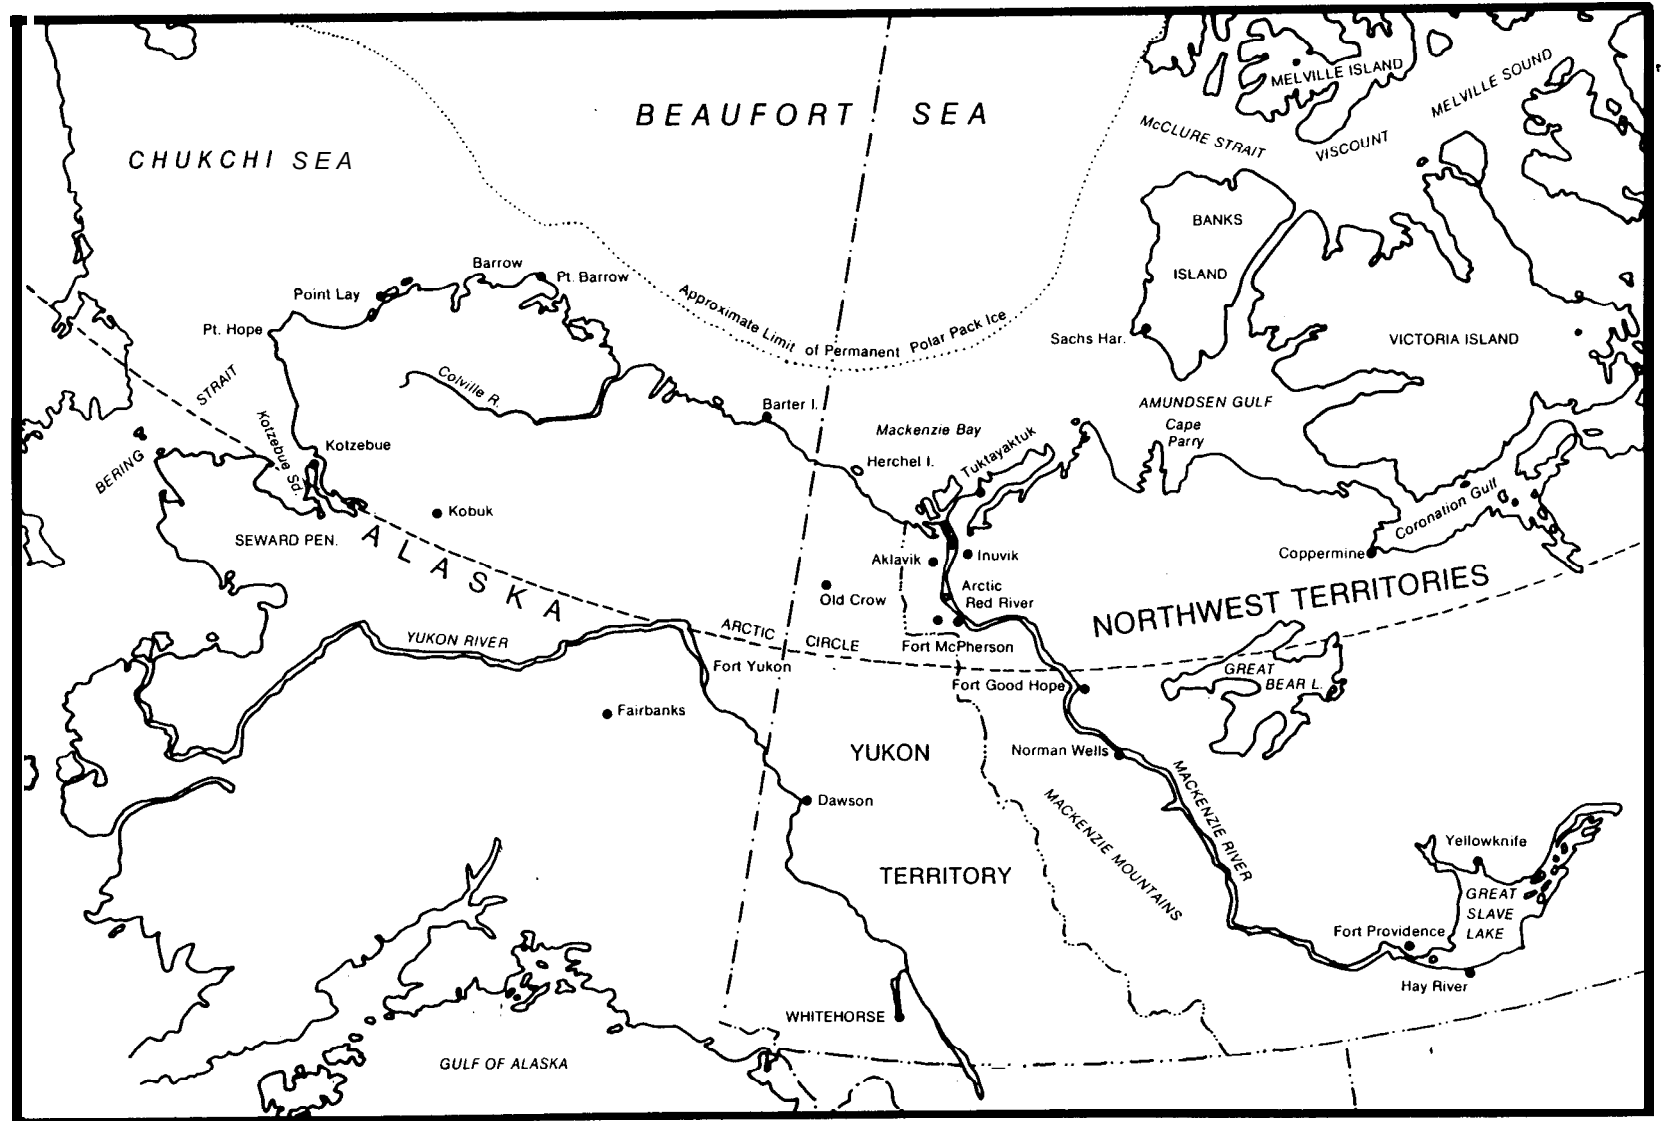 MELVILLE ISLAND
MELVILLE SOUND
VISCOUNT
McCLURE STRAIT
BEAUFORT SEA
CHUKCHI SEA
BANKS
ISLAND
Barrow
Pt. Barrow
Point Lay
Pt. Hope
Approximate Limit of Permanent Polar Pack Ice
Sachs Har.
VICTORIA ISLAND
STRAIT
BERING
Colville R.
Barter I.
AMUNDSEN GULF
Cape
Parry
Mackenzie Bay
Kotzebue Sd.
Kotzebue
Herchel I.
Tuktayaktuk
Kobuk
Coronation Gulf
SEWARD PEN.
ALASKA
Aklavik
Inuvik
Coppermine
Old Crow
Arctic
Red River
NORTHWEST TERRITORIES
ARCTIC
CIRCLE
YUKON RIVER
Fort McPherson
Fort Yukon
Fort Good Hope
GREAT
BEAR L.
Fairbanks
YUKON
Norman Wells
Dawson
MACKENZIE RIVER
MACKENZIE MOUNTAINS
TERRITORY
Yellowknife
GREAT
SLAVE
LAKE
Fort Providence
Hay River
WHITEHORSE
GULF OF ALASKA